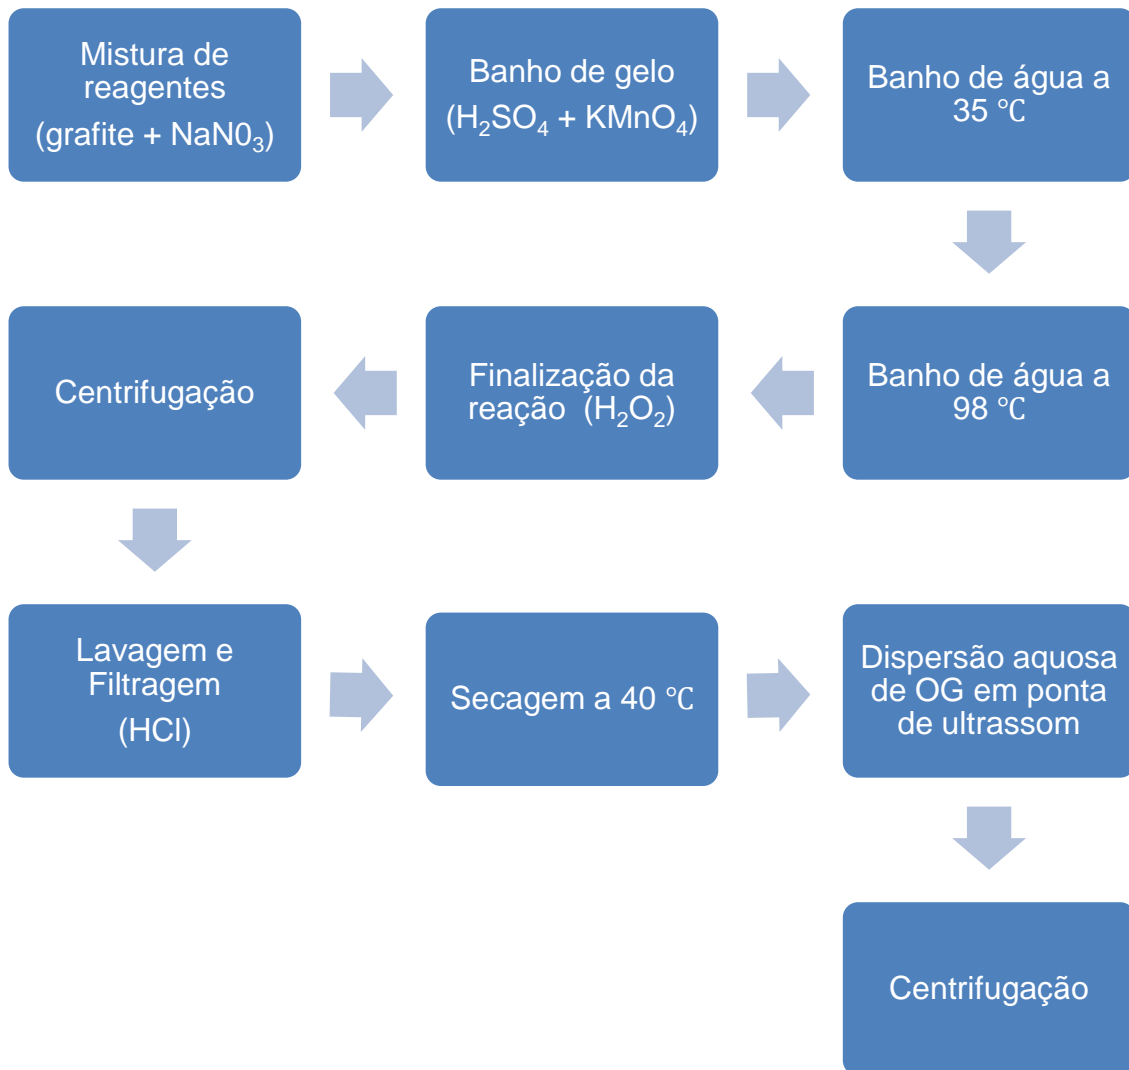 Mistura de
reagentes
(grafite + NaN0₃)
Banho de gelo
(H₂SO₄ + KMnO₄)
Banho de água a
35 °C
Banho de água a
98 °C
Finalização da
reação (H₂O₂)
Centrifugação
Lavagem e
Filtragem
(HCl)
Secagem a 40 °C
Dispersão aquosa
de OG em ponta
de ultrassom
Centrifugação